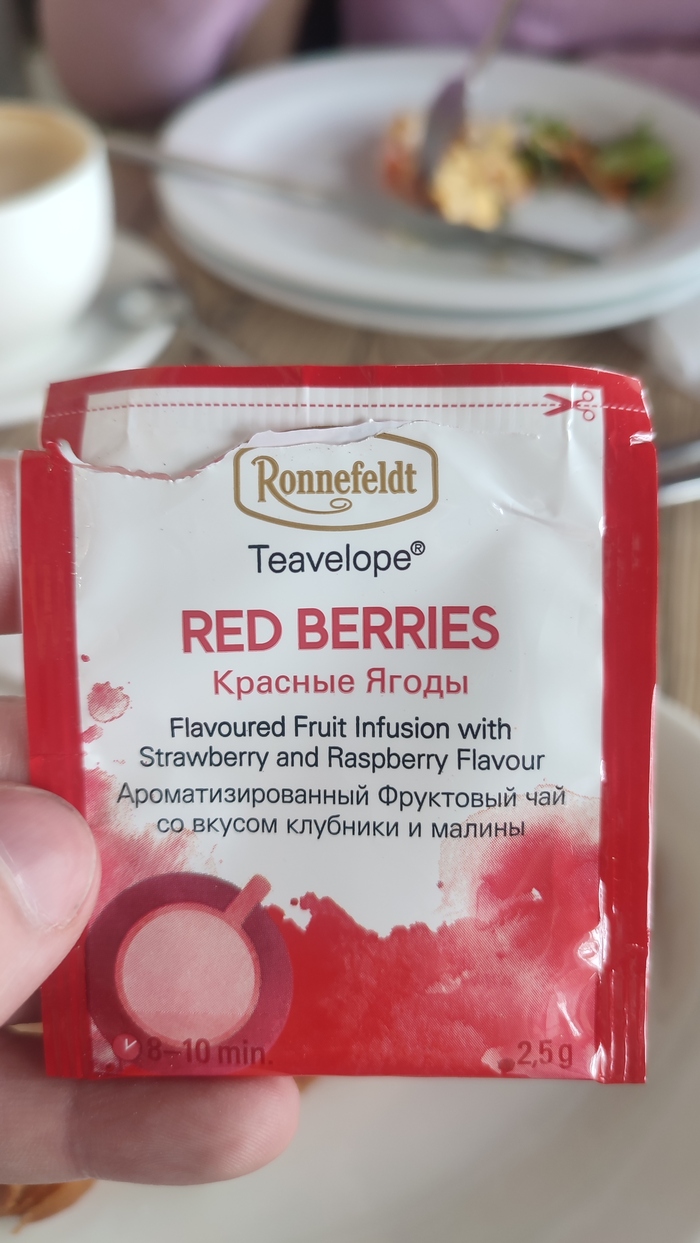 Ronnefeldt
Teavelope®
RED BERRIES
Красные Ягоды
Flavoured Fruit Infusion with
Strawberry and Raspberry Flavour
Ароматизированный Фруктовый чай
со вкусом клубники и малины
8–10 min.
2,5 g